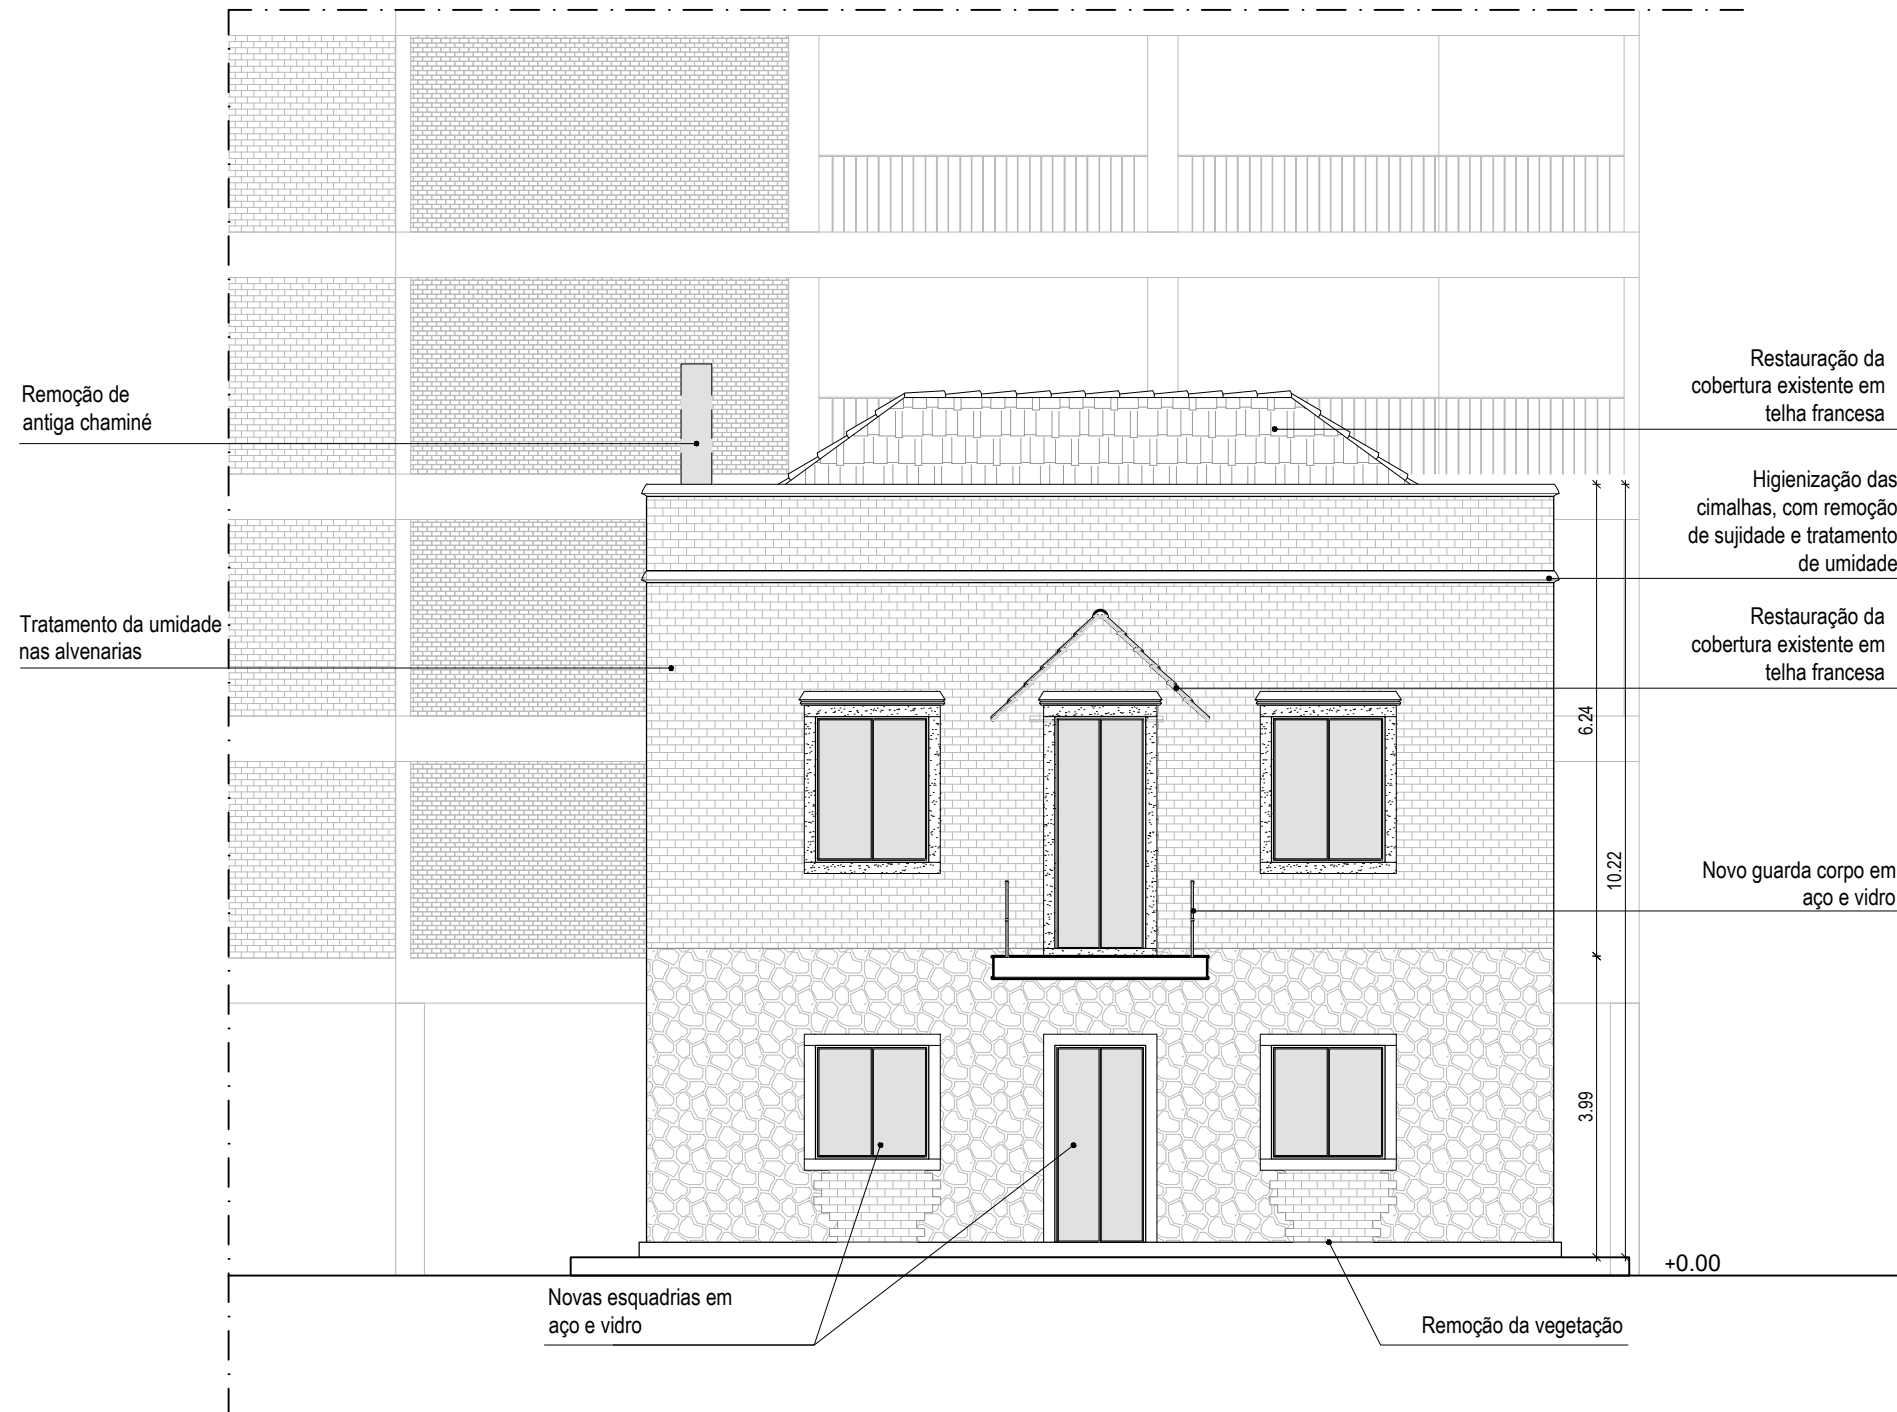 Remoção de
antiga chaminé
Tratamento da umidade
nas alvenarias
Restauração da
cobertura existente em
telha francesa
Higienização das
cimalhas, com remoção
de sujidade e tratamento
de umidade
Restauração da
cobertura existente em
telha francesa
6.24
10.22
Novo guarda corpo em
aço e vidro
3.99
+0.00
Novas esquadrias em
aço e vidro
Remoção da vegetação